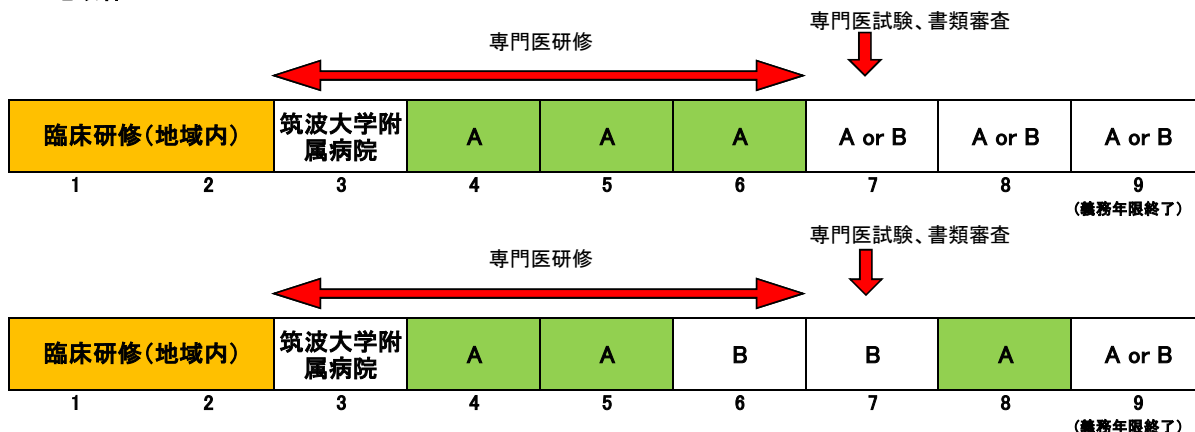 専門医試験、書類審査
専門医研修
臨床研修(地域内)
筑波大学附
属病院
A
A
A
A or B
A or B
A or B
1
2
3
4
5
6
7
8
9
(義務年限終了)
専門医試験、書類審査
専門医研修
臨床研修(地域内)
筑波大学附
属病院
A
A
B
B
A
A or B
1
2
3
4
5
6
7
8
9
(義務年限終了)